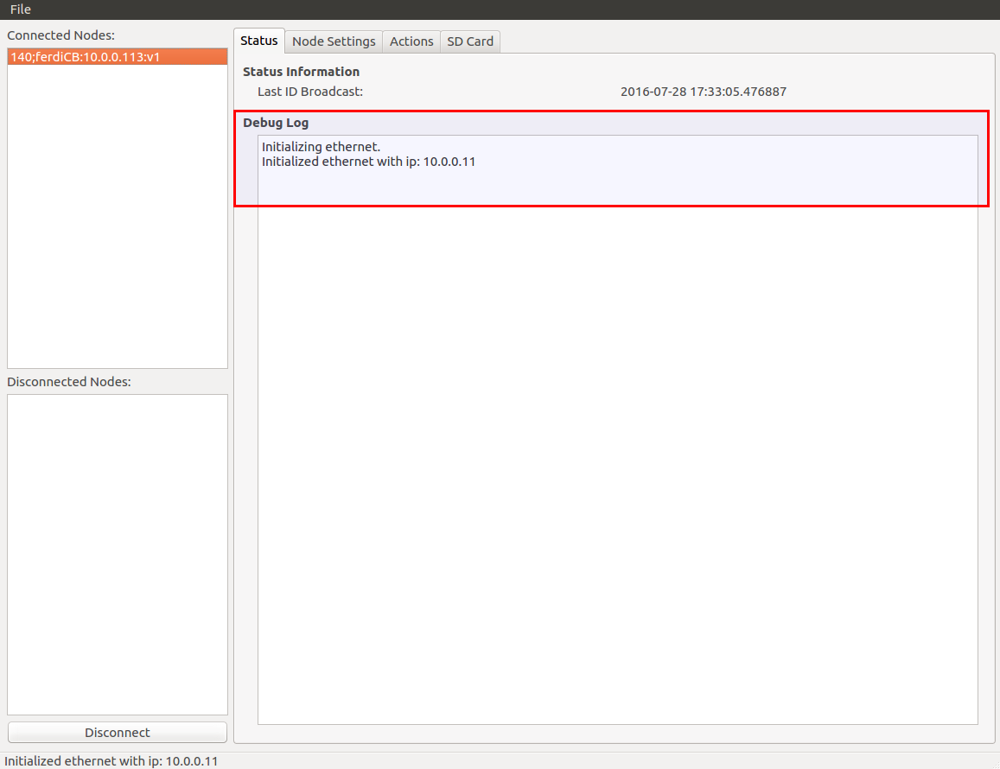 File
Connected Nodes:
140;ferdiCB:10.0.0.113:v1
Disconnected Nodes:
Disconnect
Status Node Settings Actions SD Card
Status Information
Last ID Broadcast: 2016-07-28 17:33:05.476887
Debug Log
Initializing ethernet.
Initialized ethernet with ip: 10.0.0.11
Initialized ethernet with ip: 10.0.0.11